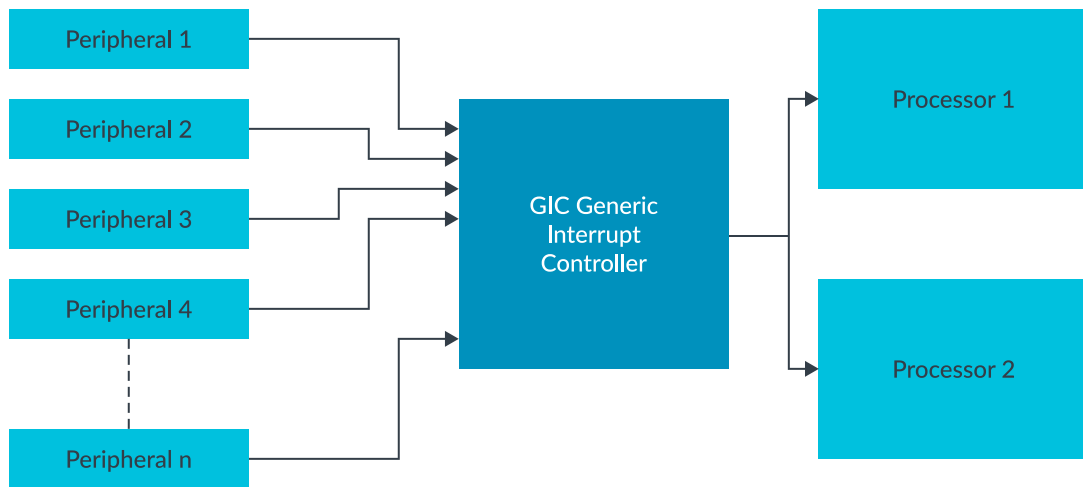 Peripheral 1
Peripheral 2
Peripheral 3
Peripheral 4
Peripheral n
GIC Generic
Interrupt
Controller
Processor 1
Processor 2